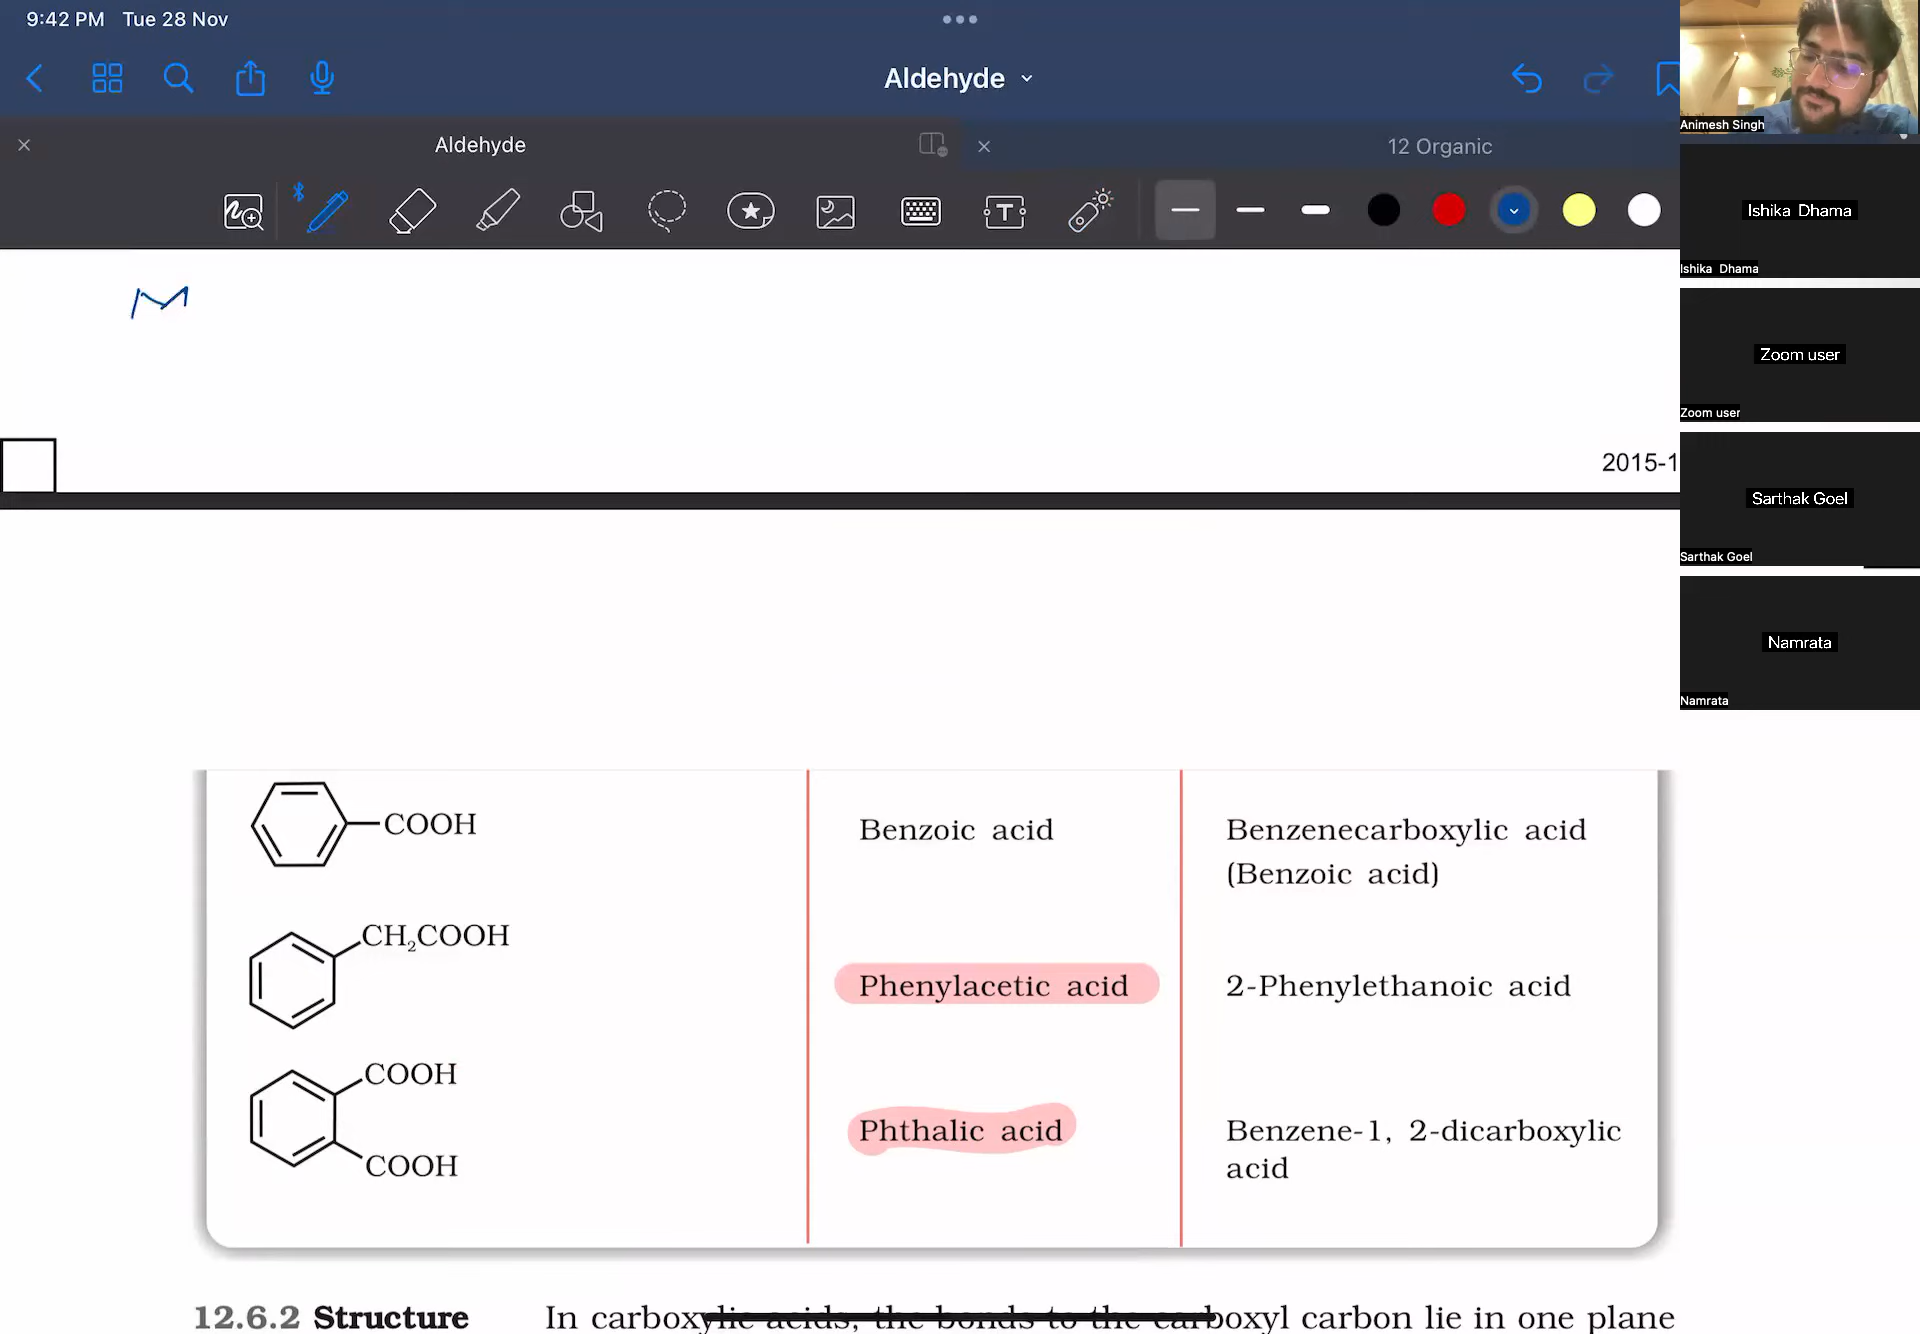 9:42 PM Tue 28 Nov
Aldehyde
Aldehyde
12 Organic
T
Animesh Singh
Ishika Dhama
Ishika Dhama
Zoom user
Zoom user
Sarthak Goel
Sarthak Goel
Namrata
Namrata
M
2015-1
COOH
Benzoic acid
Benzenecarboxylic acid
(Benzoic acid)
CH₂COOH
Phenylacetic acid
2-Phenylethanoic acid
COOH
COOH
Phthalic acid
Benzene-1, 2-dicarboxylic
acid
12.6.2 Structure
In carboxylic acids, the bonds to the carboxyl carbon lie in one plane